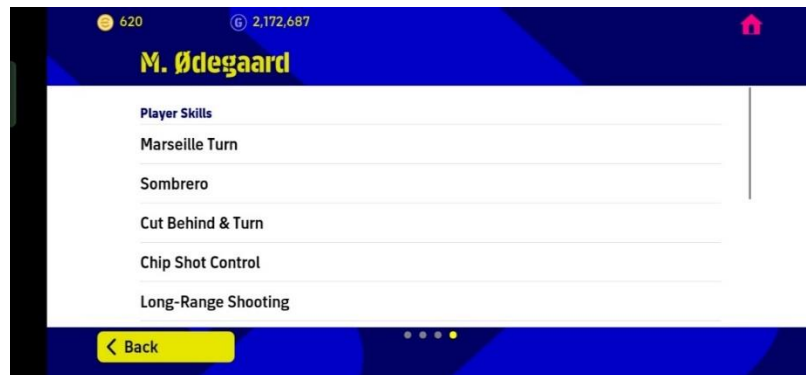 620 2,172,687
M. Ødegaard
Player Skills
Marseille Turn
Sombrero
Cut Behind & Turn
Chip Shot Control
Long-Range Shooting
Back